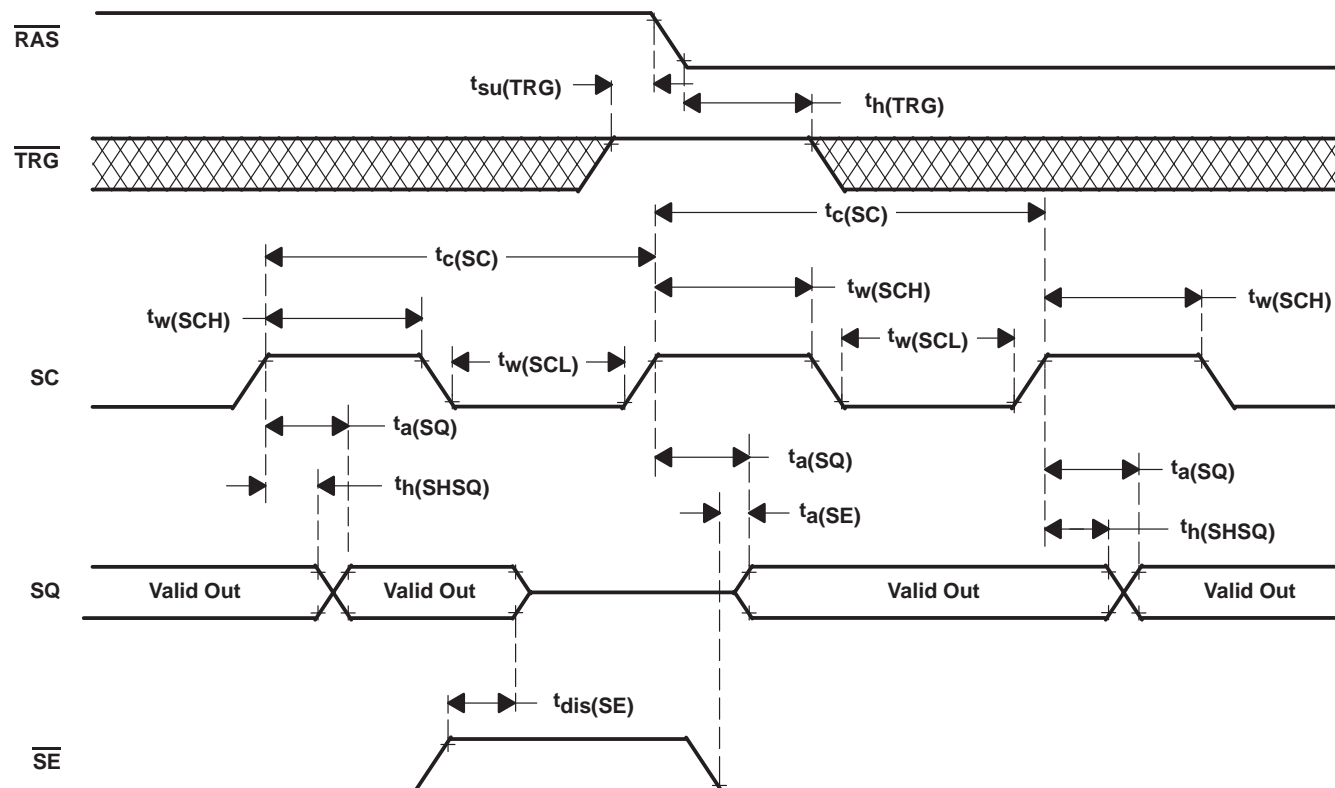 RAS
tsu(TRG)
th(TRG)
TRG
tc(SC)
tc(SC)
tw(SCH)
tw(SCH)
tw(SCH)
tw(SCL)
tw(SCL)
SC
ta(SQ)
ta(SQ)
ta(SQ)
th(SHSQ)
ta(SE)
th(SHSQ)
SQ Valid Out Valid Out Valid Out Valid Out
tdis(SE)
SE